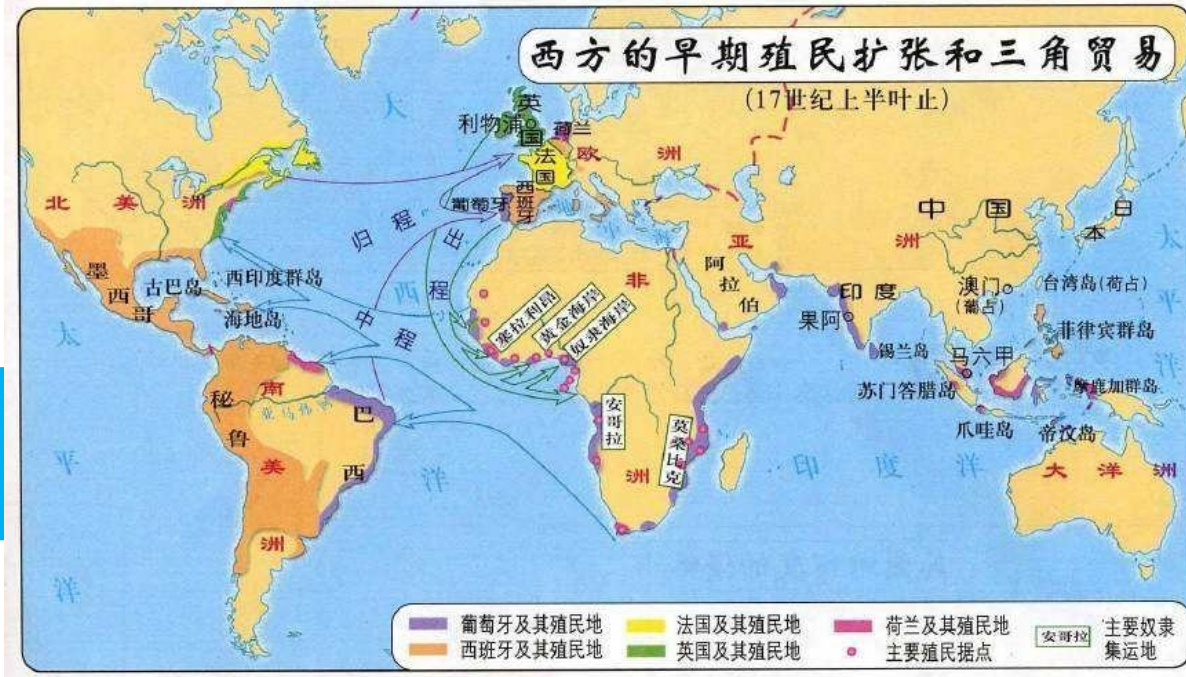 西方的早期殖民扩张和三角贸易
(17世纪上半叶止)
英国
利物浦
荷兰
法国
欧洲
西班牙
葡萄牙
北美洲
大西洋
归程
出程
中程
墨西哥
古巴岛
西印度群岛
海地岛
南美洲
秘鲁
亚马孙河
巴西
太平洋
非洲
塞拉利昂
黄金海岸
奴隶海岸
安哥拉
莫桑比克
亚洲
阿拉伯
印度
果阿
锡兰岛
中国
日本
澳门
(葡占)
台湾岛(荷占)
菲律宾群岛
马六甲
苏门答腊岛
摩鹿加群岛
爪哇岛
帝汶岛
印度洋
大洋洲
太平洋
葡萄牙及其殖民地
法国及其殖民地
荷兰及其殖民地
安哥拉
主要奴隶
集运地
西班牙及其殖民地
英国及其殖民地
主要殖民据点